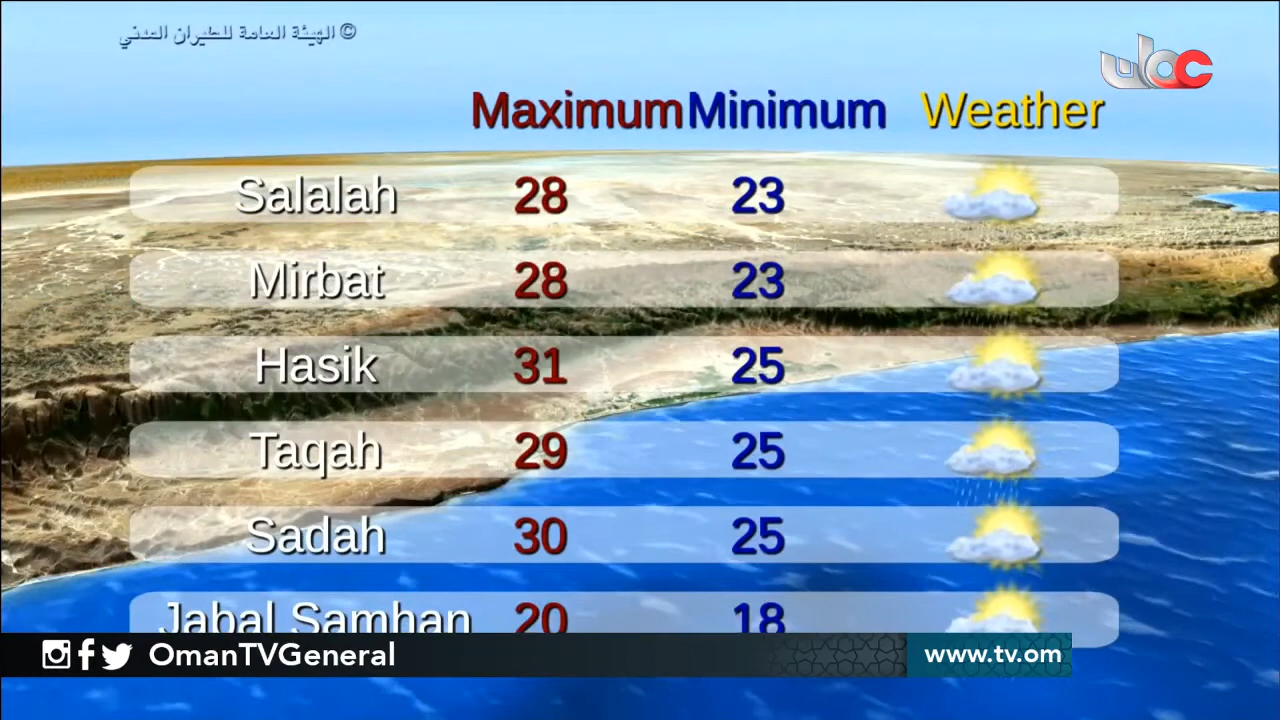 © الهيئة العامة للطيران المدني
عمان
Maximum Minimum Weather
Salalah 28 23
Mirbat 28 23
Hasik 31 25
Taqah 29 25
Sadah 30 25
Jabal Samhan 20 18
OmanTVGeneral www.tv.om